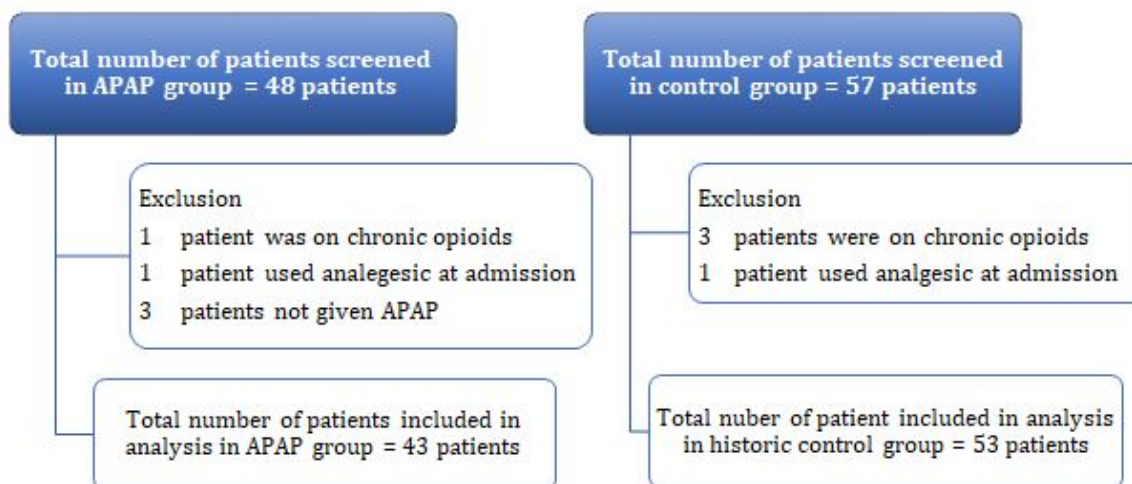 Total number of patients screened
in APAP group = 48 patients
Exclusion
1 patient was on chronic opioids
1 patient used analegesic at admission
3 patients not given APAP
Total number of patients included in
analysis in APAP group = 43 patients
Total number of patients screened
in control group = 57 patients
Exclusion
3 patients were on chronic opioids
1 patient used analgesic at admission
Total nuber of patient included in analysis
in historic control group = 53 patients